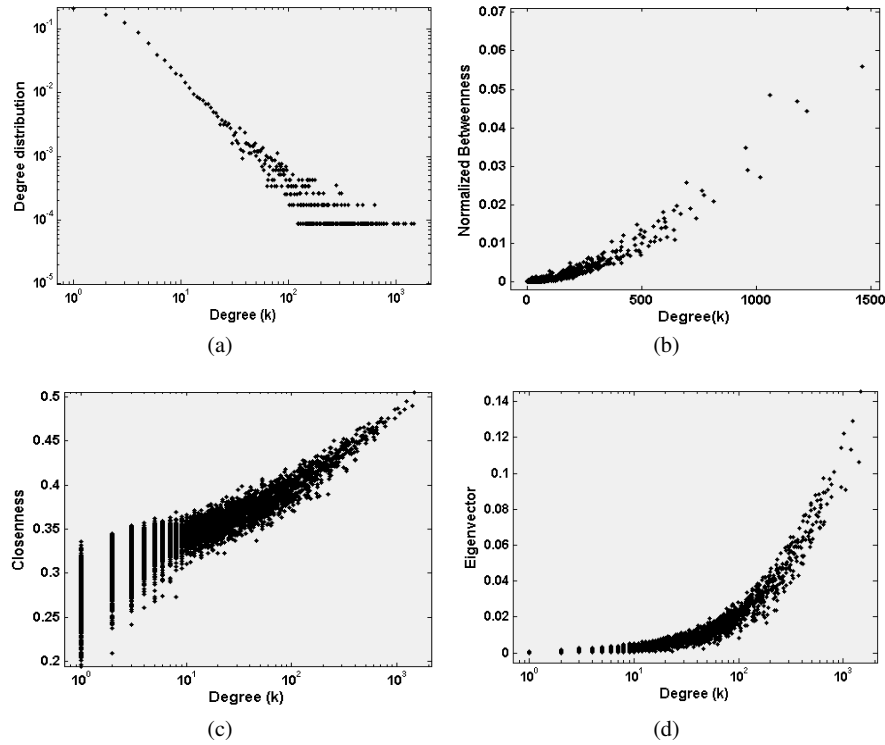 10^-1
10^-2
10^-3
10^-4
10^-5
Degree distribution
10^0 10^1 10^2 10^3
Degree (k)
(a)
0.07
0.06
0.05
0.04
0.03
0.02
0.01
0
Normalized Betweenness
0 500 1000 1500
Degree(k)
(b)
0.5
0.45
0.4
0.35
0.3
0.25
0.2
Closenness
10^0 10^1 10^2 10^3
Degree (k)
(c)
0.14
0.12
0.1
0.08
0.06
0.04
0.02
0
Eigenvector
10^0 10^1 10^2 10^3
Degree (k)
(d)